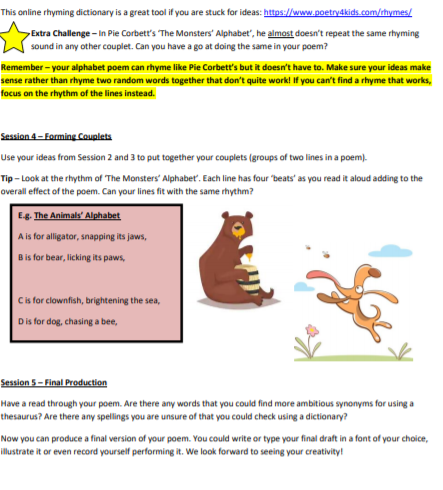 This online rhyming dictionary is a great tool if you are stuck for ideas: https://www.poetry4kids.com/rhymes/
Extra Challenge – In Pie Corbett's 'The Monsters' Alphabet', he almost doesn't repeat the same rhyming
sound in any other couplet. Can you have a go at doing the same in your poem?
Remember – your alphabet poem can rhyme like Pie Corbett's but it doesn't have to. Make sure your ideas make
sense rather than rhyme two random words together that don't quite work! If you can't find a rhyme that works,
focus on the rhythm of the lines instead.
Session 4 – Forming Couplets
Use your ideas from Session 2 and 3 to put together your couplets (groups of two lines in a poem).
Tip – Look at the rhythm of 'The Monsters' Alphabet'. Each line has four 'beats' as you read it aloud adding to the
overall effect of the poem. Can your lines fit with the same rhythm?
E.g. The Animals' Alphabet
A is for alligator, snapping its jaws,
B is for bear, licking its paws,
C is for clownfish, brightening the sea,
D is for dog, chasing a bee,
Session 5 – Final Production
Have a read through your poem. Are there any words that you could find more ambitious synonyms for using a
thesaurus? Are there any spellings you are unsure of that you could check using a dictionary?
Now you can produce a final version of your poem. You could write or type your final draft in a font of your choice,
illustrate it or even record yourself performing it. We look forward to seeing your creativity!